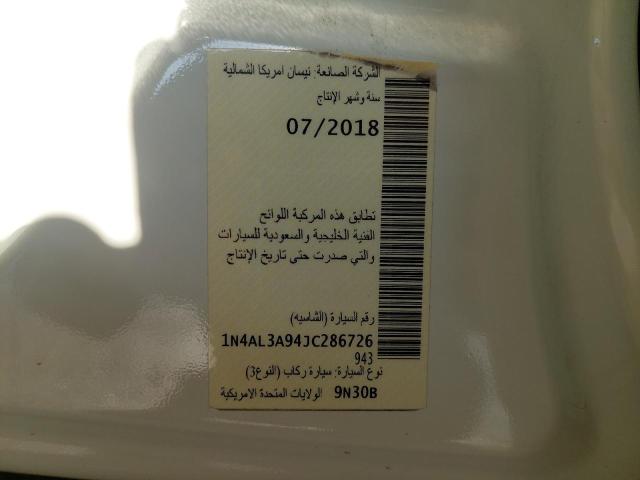 الشركة الصانعة: نيسان امريكا الشمالية
سنة وشهر الإنتاج
07/2018
تطابق هذه المركبة اللوائح
الفنية الخليجية والسعودية للسيارات
والتي صدرت حتى تاريخ الإنتاج
رقم السيارة (الشاسيه)
1N4AL3A94JC286726
943
نوع السيارة: سيارة ركاب (النوع3)
9N30B الولايات المتحدة الامريكية